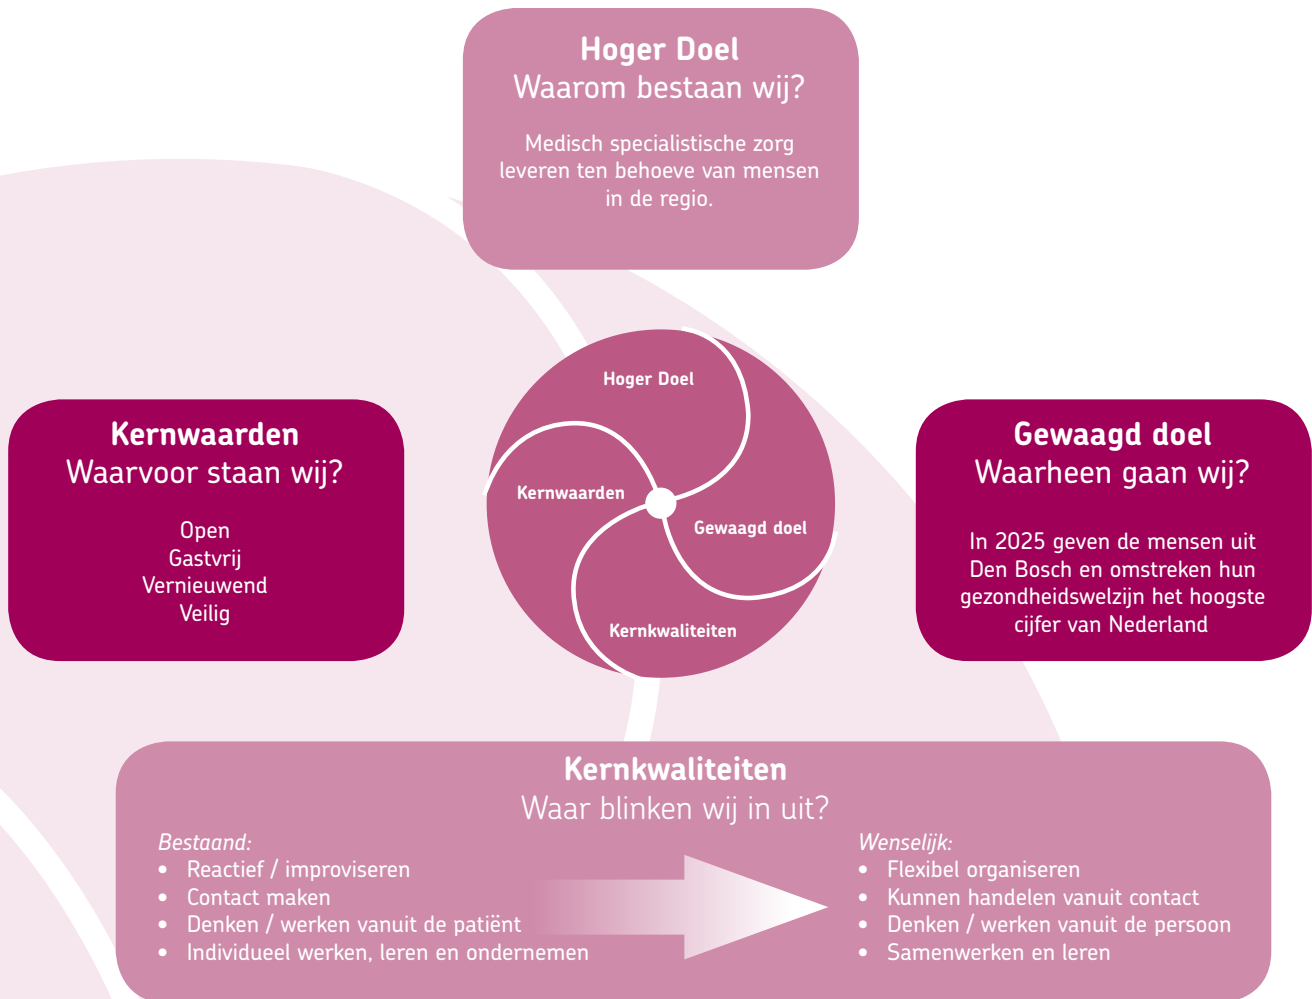 Hoger Doel
Waarom bestaan wij?
Medisch specialistische zorg
leveren ten behoeve van mensen
in de regio.
Hoger Doel
Kernwaarden
Gewaagd doel
Kernkwaliteiten
Kernwaarden
Waarvoor staan wij?
Open
Gastvrij
Vernieuwend
Veilig
Gewaagd doel
Waarheen gaan wij?
In 2025 geven de mensen uit
Den Bosch en omstreken hun
gezondheidswelzijn het hoogste
cijfer van Nederland
Kernkwaliteiten
Waar blinken wij in uit?
Bestaand:
• Reactief / improviseren
• Contact maken
• Denken / werken vanuit de patiënt
• Individueel werken, leren en ondernemen
Wenselijk:
• Flexibel organiseren
• Kunnen handelen vanuit contact
• Denken / werken vanuit de persoon
• Samenwerken en leren